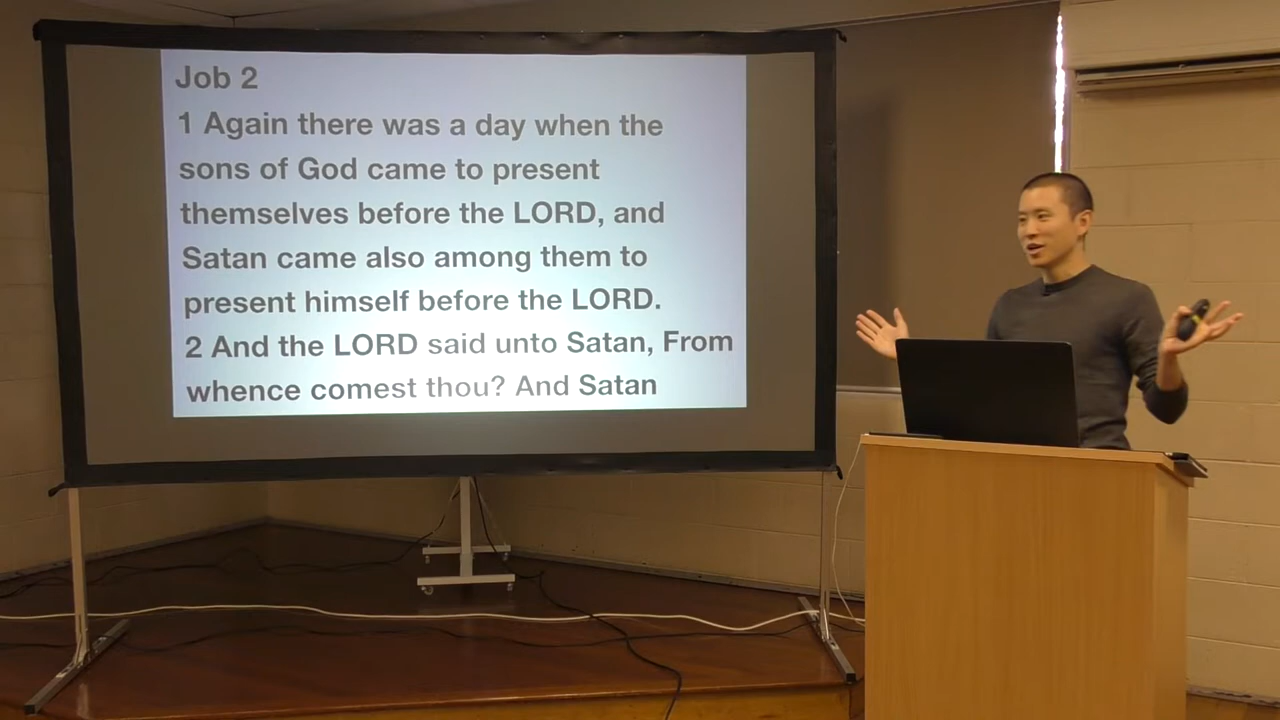 Job 2
1 Again there was a day when the
sons of God came to present
themselves before the LORD, and
Satan came also among them to
present himself before the LORD.
2 And the LORD said unto Satan, From
whence comest thou? And Satan